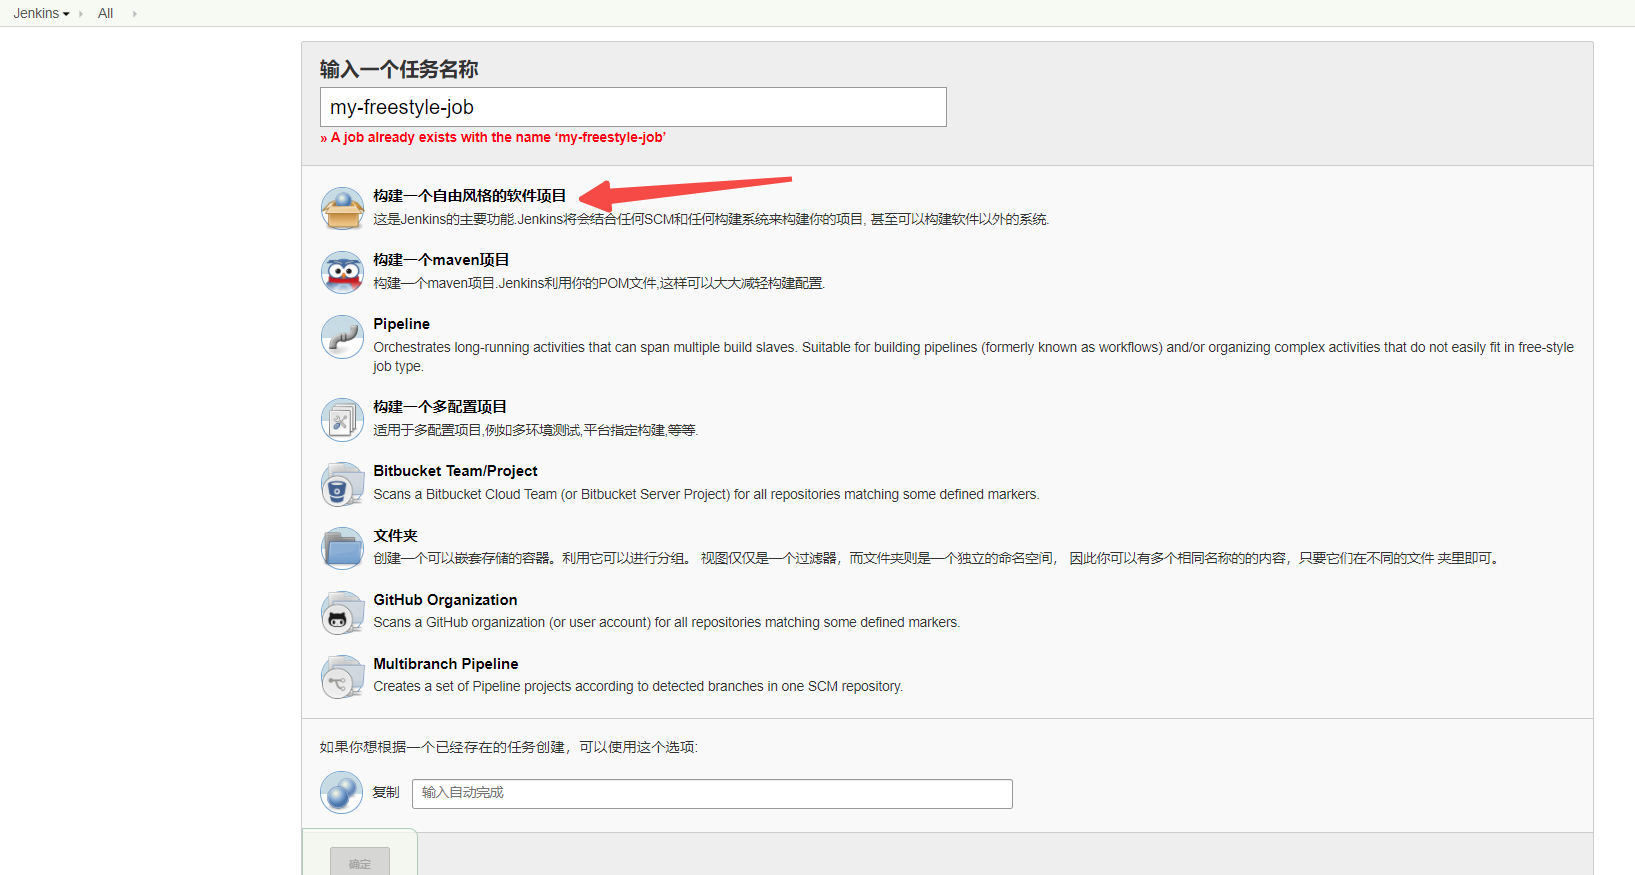 Jenkins All
输入一个任务名称
my-freestyle-job
» A job already exists with the name ‘my-freestyle-job’
构建一个自由风格的软件项目
这是Jenkins的主要功能.Jenkins将会结合任何SCM和任何构建系统来构建你的项目, 甚至可以构建软件以外的系统.
构建一个maven项目
构建一个maven项目.Jenkins利用你的POM文件,这样可以大大减轻构建配置.
Pipeline
Orchestrates long-running activities that can span multiple build slaves. Suitable for building pipelines (formerly known as workflows) and/or organizing complex activities that do not easily fit in free-style
job type.
构建一个多配置项目
适用于多配置项目,例如多环境测试,平台指定构建,等等.
Bitbucket Team/Project
Scans a Bitbucket Cloud Team (or Bitbucket Server Project) for all repositories matching some defined markers.
文件夹
创建一个可以嵌套存储的容器。利用它可以进行分组。 视图仅仅是一个过滤器，而文件夹则是一个独立的命名空间， 因此你可以有多个相同名称的的内容，只要它们在不同的文件 夹里即可。
GitHub Organization
Scans a GitHub organization (or user account) for all repositories matching some defined markers.
Multibranch Pipeline
Creates a set of Pipeline projects according to detected branches in one SCM repository.
如果你想根据一个已经存在的任务创建，可以使用这个选项:
复制 输入自动完成
确定